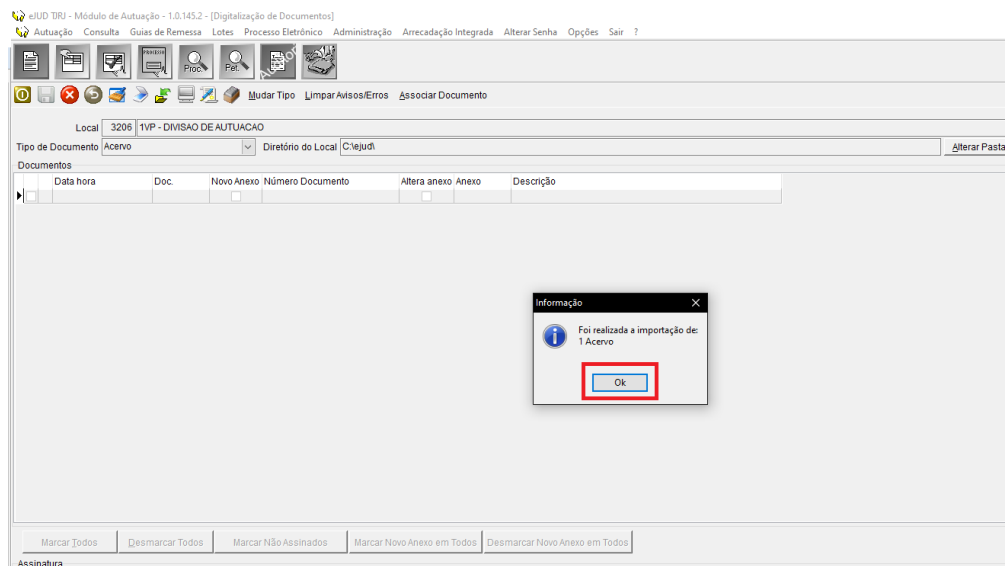 eJUD TJRJ - Módulo de Autuação - 1.0.145.2 - [Digitalização de Documentos]
Autuação Consulta Guias de Remessa Lotes Processo Eletrônico Administração Arrecadação Integrada Alterar Senha Opções Sair ?
PROCESSO Proc. Pet.
Mudar Tipo Limpar Avisos/Erros Associar Documento
Local 3206 1VP - DIVISAO DE AUTUACAO
Tipo de Documento Acervo Diretório do Local C:\ejud\ Alterar Pasta
Documentos
Data hora Doc. Novo Anexo Número Documento Altera anexo Anexo Descrição
Informação
Foi realizada a importação de:
1 Acervo
Ok
Marcar Todos Desmarcar Todos Marcar Não Assinados Marcar Novo Anexo em Todos Desmarcar Novo Anexo em Todos
Assinatura